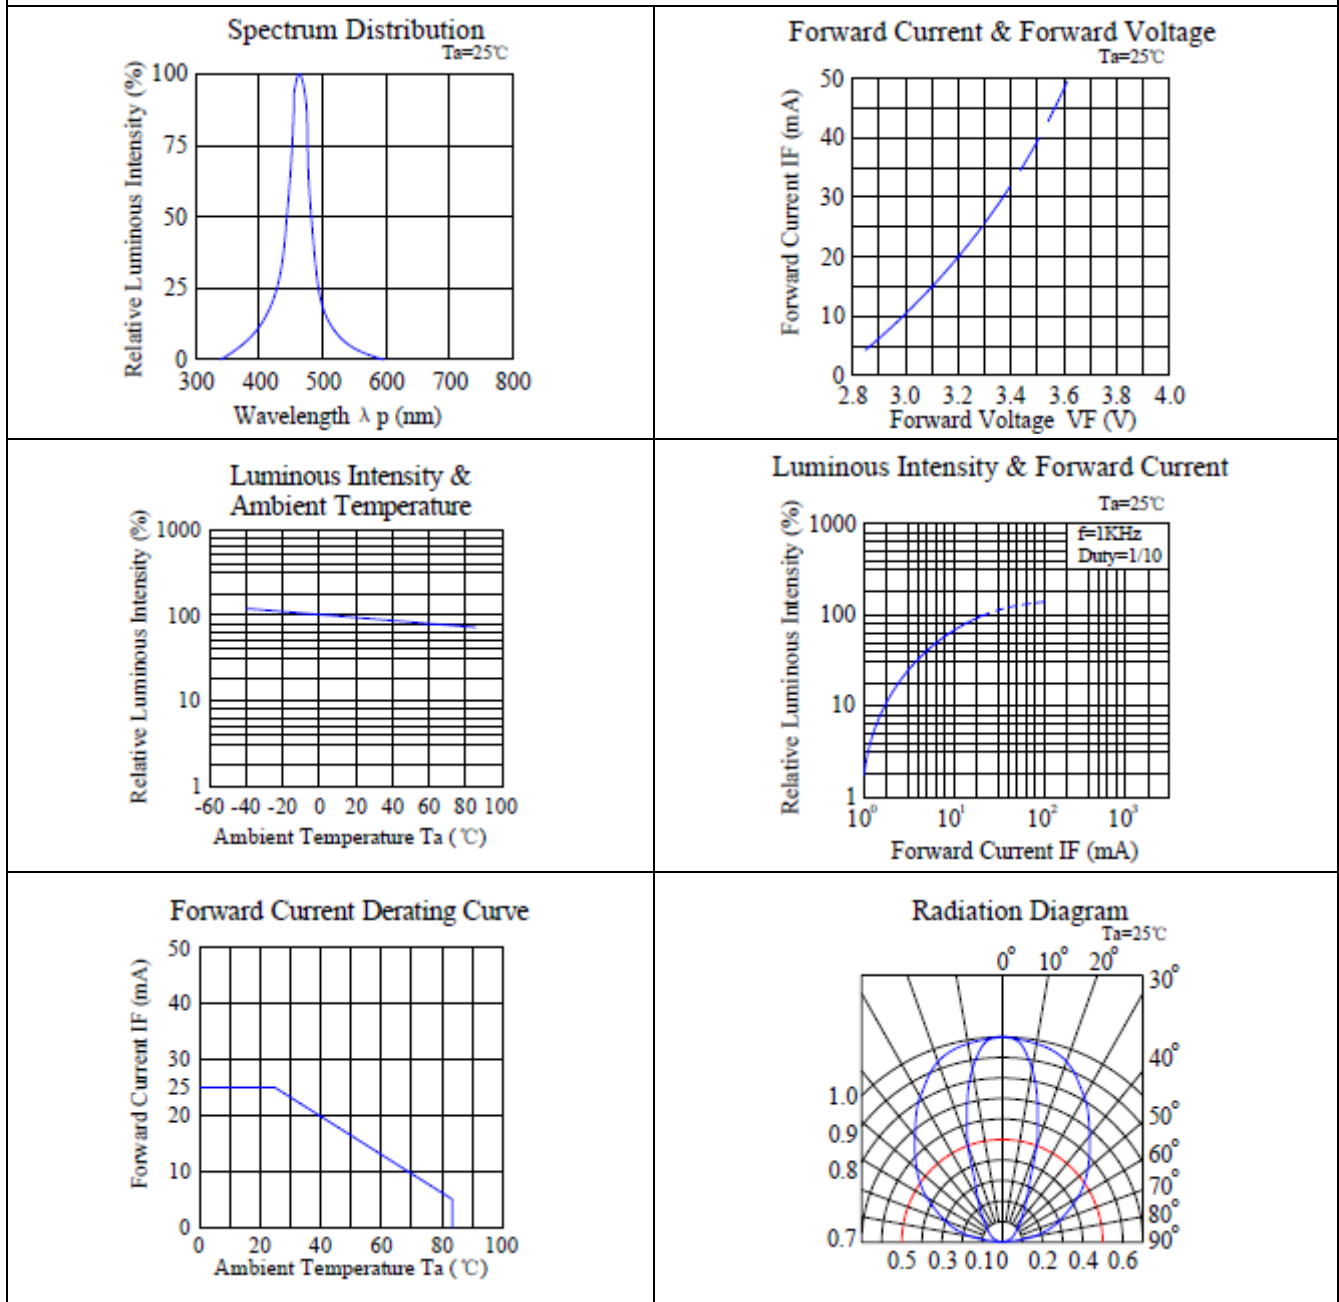 Spectrum Distribution
Ta=25℃
Relative Luminous Intensity (%)
100
75
50
25
0
300 400 500 600 700 800
Wavelength λ p (nm)
Forward Current & Forward Voltage
Ta=25℃
Forward Current IF (mA)
50
40
30
20
10
0
2.8 3.0 3.2 3.4 3.6 3.8 4.0
Forward Voltage VF (V)
Luminous Intensity &
Ambient Temperature
Relative Luminous Intensity (%)
1000
100
10
1
-60 -40 -20 0 20 40 60 80 100
Ambient Temperature Ta ( ℃)
Luminous Intensity & Forward Current
Ta=25℃
f=1KHz
Duty=1/10
Relative Luminous Intensity (%)
1000
100
10
1
10⁰ 10¹ 10² 10³
Forward Current IF (mA)
Forward Current Derating Curve
Forward Current IF (mA)
50
40
30
25
20
10
0
0 20 40 60 80 100
Ambient Temperature Ta ( ℃)
Radiation Diagram
Ta=25℃
0° 10° 20°
30°
40°
50°
60°
70°
80°
90°
1.0
0.9
0.8
0.7
0.5 0.3 0.1 0 0.2 0.4 0.6